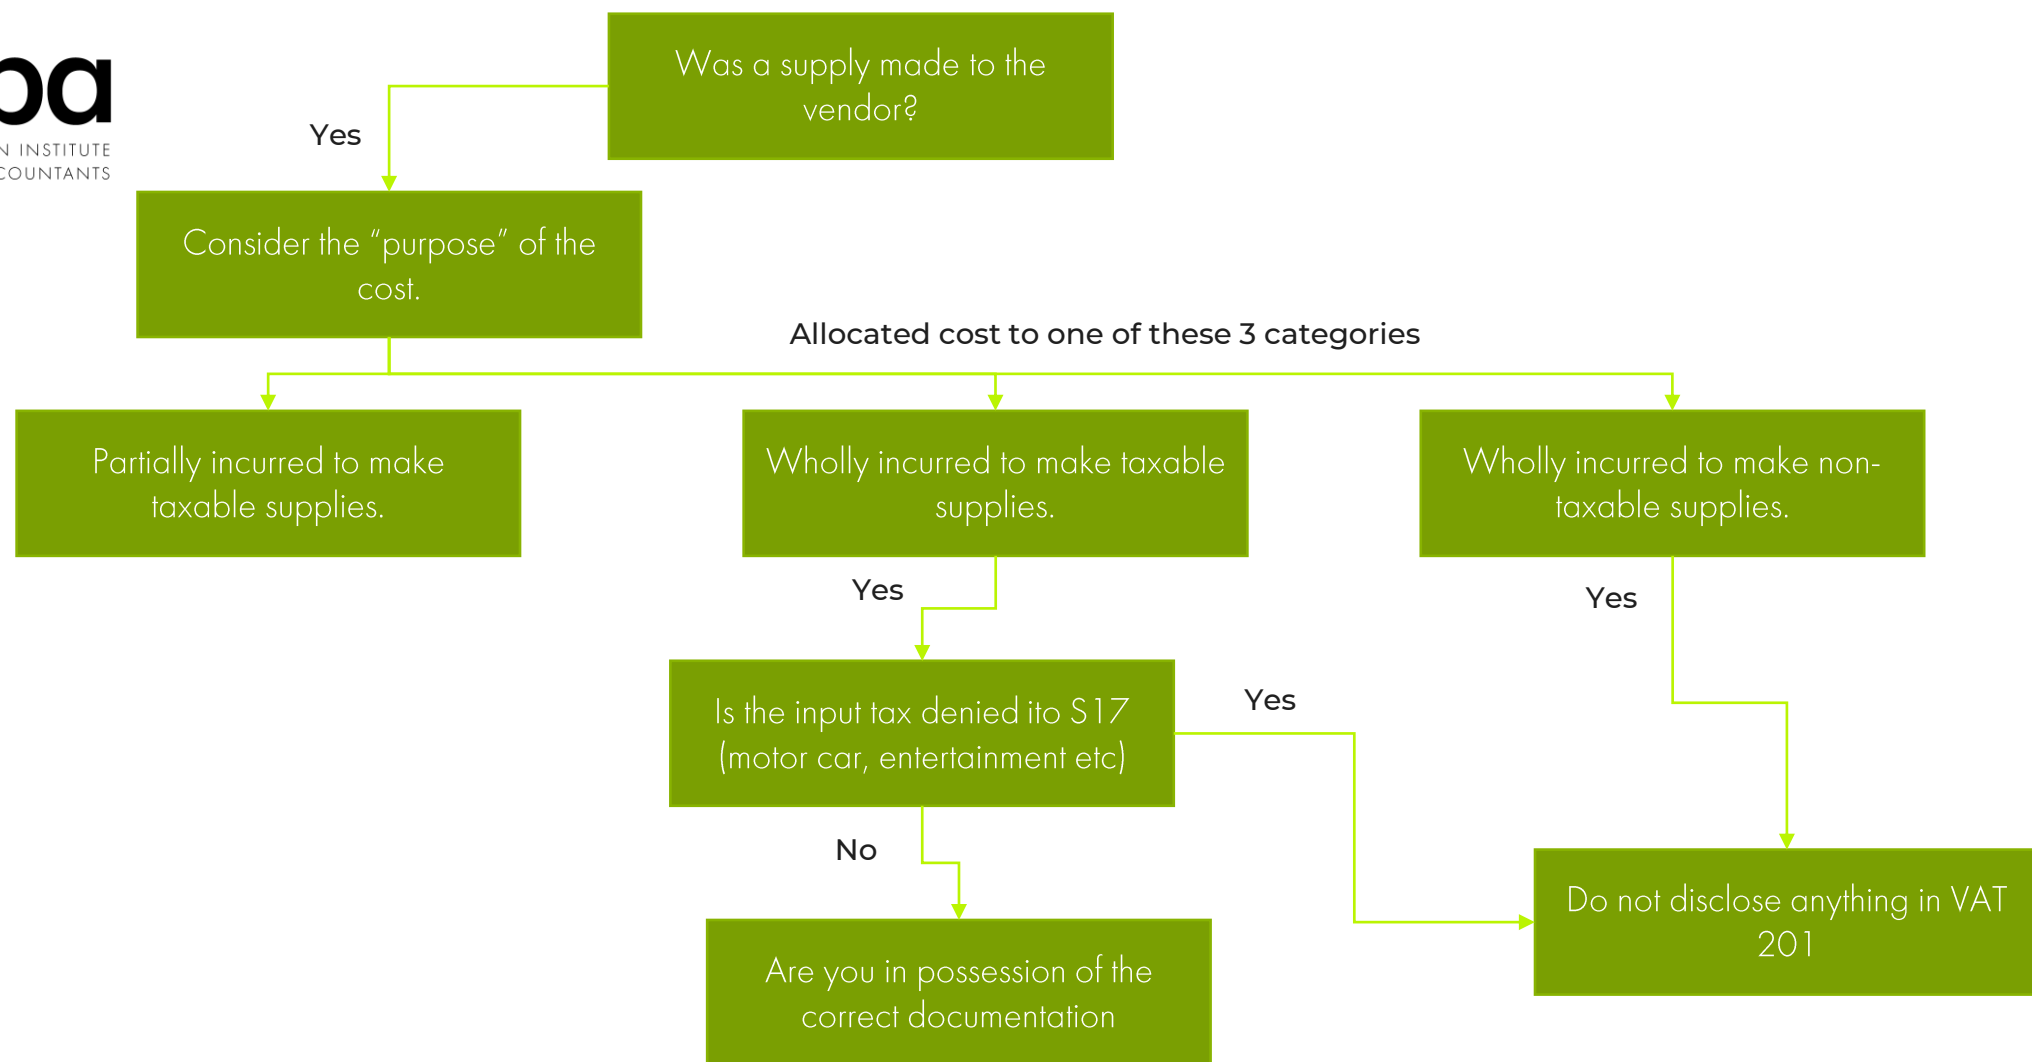 Was a supply made to the
vendor?
pa
N INSTITUTE
COUNTANTS
Yes
Consider the “purpose” of the
cost.
Allocated cost to one of these 3 categories
Partially incurred to make
taxable supplies.
Wholly incurred to make taxable
supplies.
Wholly incurred to make non-
taxable supplies.
Yes
Yes
Is the input tax denied ito S17
(motor car, entertainment etc)
Yes
No
Do not disclose anything in VAT
201
Are you in possession of the
correct documentation